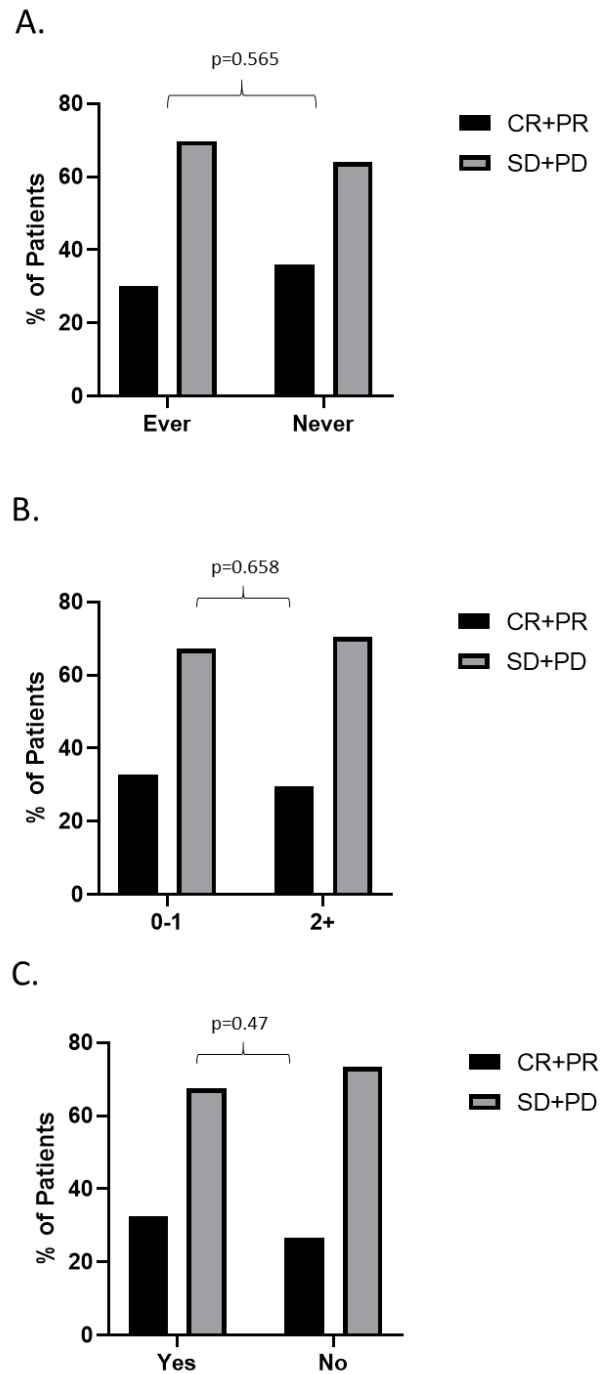 A.
p=0.565
80
60
40
20
0
% of Patients
Ever Never
CR+PR
SD+PD
B.
p=0.658
80
60
40
20
0
% of Patients
0-1 2+
CR+PR
SD+PD
C.
p=0.47
80
60
40
20
0
% of Patients
Yes No
CR+PR
SD+PD